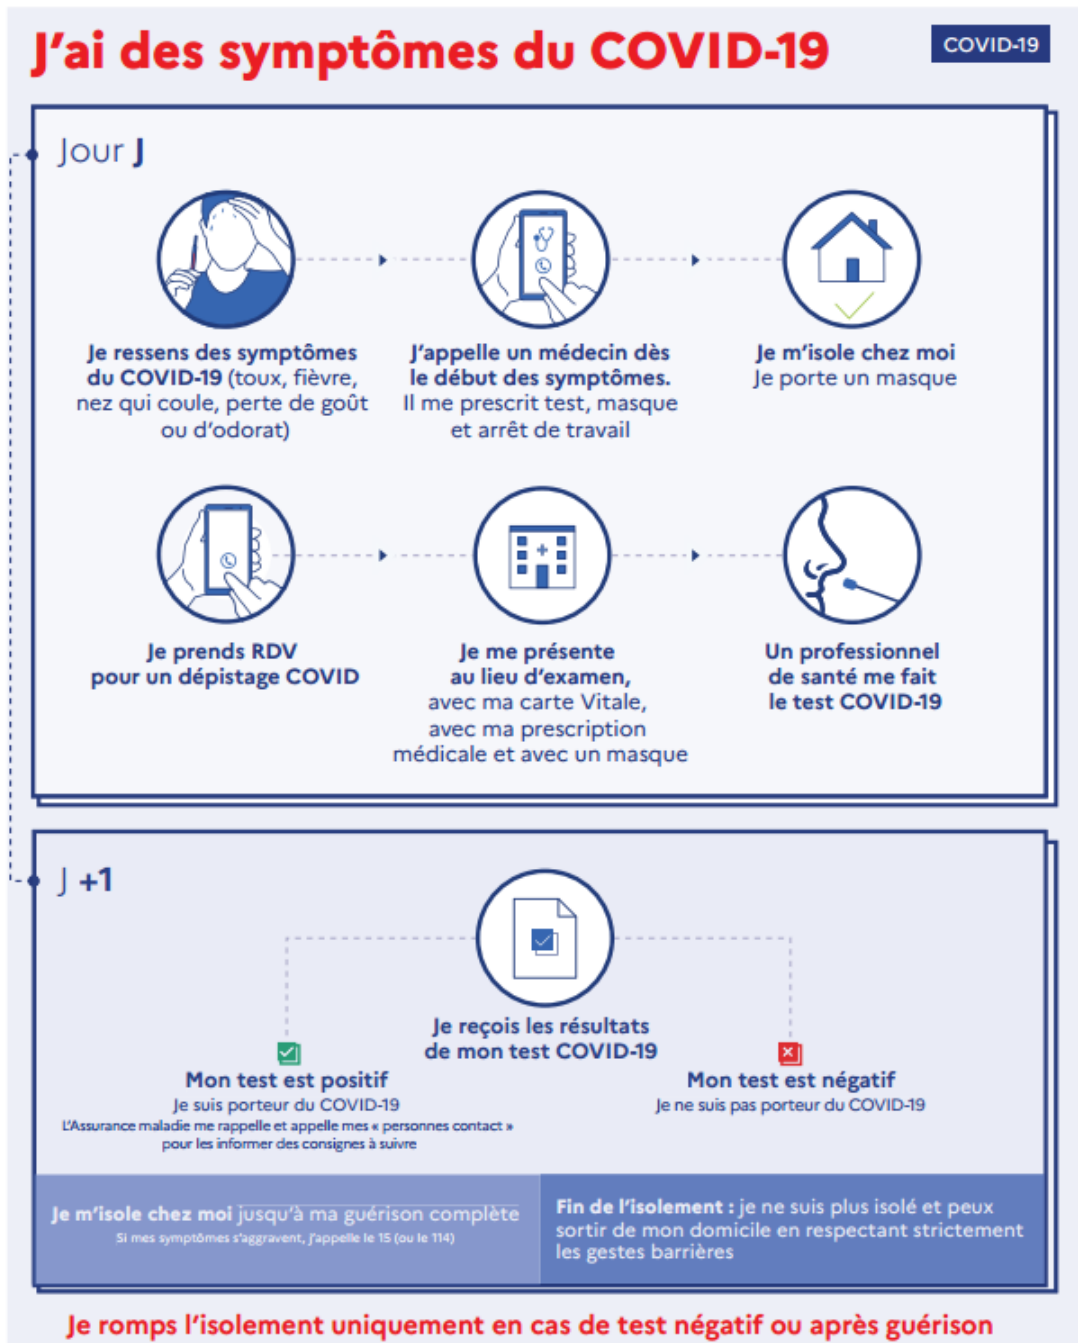 J'ai des symptômes du COVID-19
COVID-19
Jour J
Je ressens des symptômes
du COVID-19 (toux, fièvre,
nez qui coule, perte de goût
ou d'odorat)
J'appelle un médecin dès
le début des symptômes.
Il me prescrit test, masque
et arrêt de travail
Je m'isole chez moi
Je porte un masque
Je prends RDV
pour un dépistage COVID
Je me présente
au lieu d'examen,
avec ma carte Vitale,
avec ma prescription
médicale et avec un masque
Un professionnel
de santé me fait
le test COVID-19
J +1
Je reçois les résultats
de mon test COVID-19
Mon test est positif
Je suis porteur du COVID-19
L'Assurance maladie me rappelle et appelle mes « personnes contact »
pour les informer des consignes à suivre
Mon test est négatif
Je ne suis pas porteur du COVID-19
Je m'isole chez moi jusqu'à ma guérison complète
Si mes symptômes s'aggravent, j'appelle le 15 (ou le 114)
Fin de l'isolement : je ne suis plus isolé et peux
sortir de mon domicile en respectant strictement
les gestes barrières
Je romps l'isolement uniquement en cas de test négatif ou après guérison